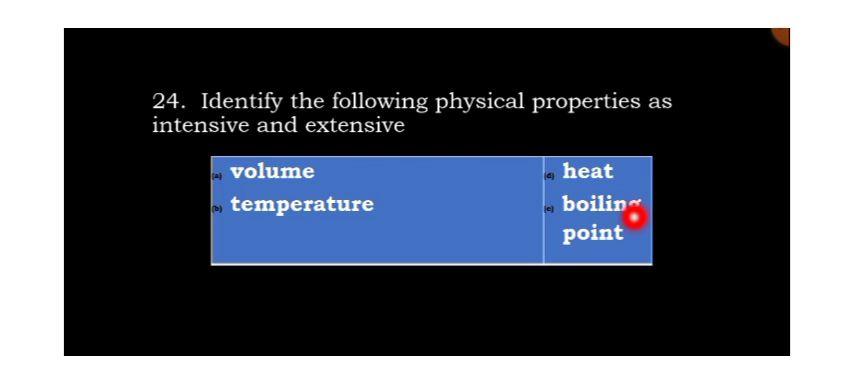 24. Identify the following physical properties as
intensive and extensive
(a) volume
(b) temperature
(d) heat
(e) boiling
point